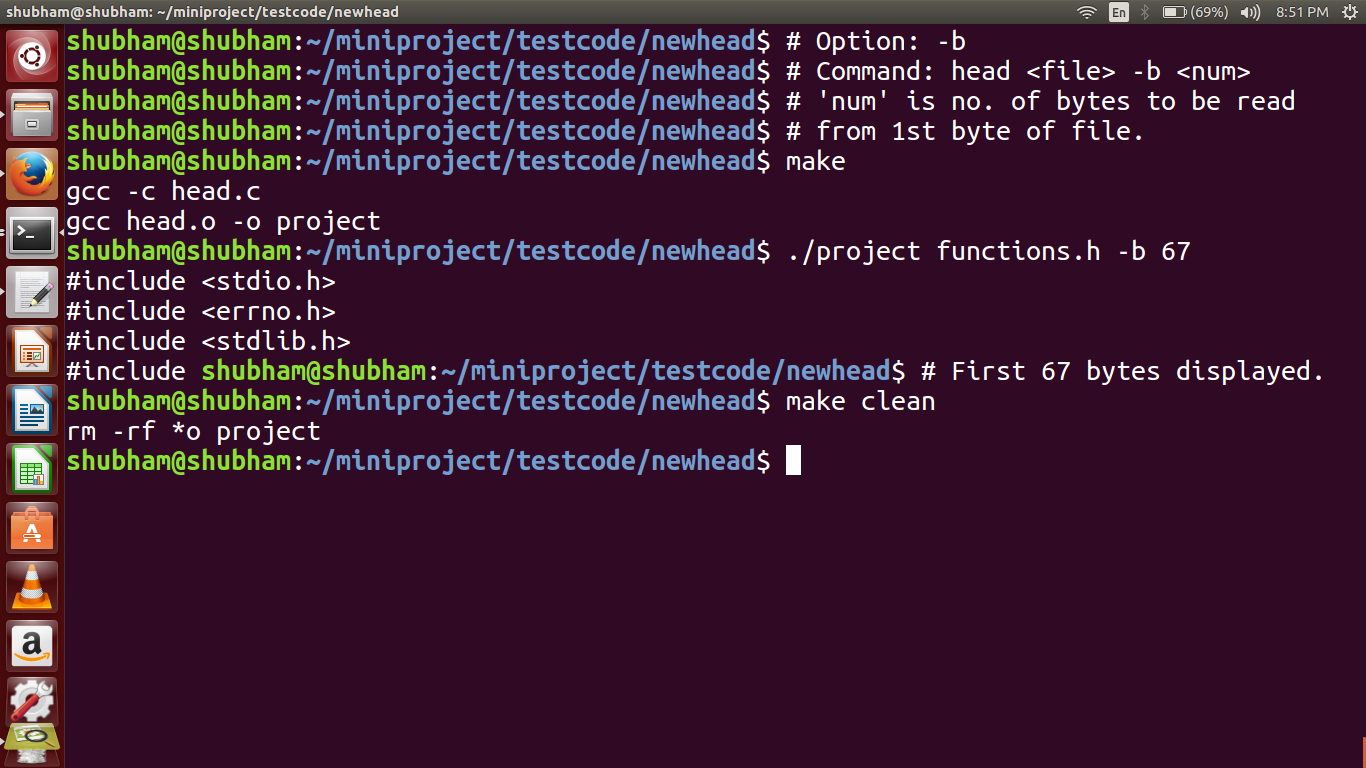 shubham@shubham: ~/miniproject/testcode/newhead En (69%) 8:51 PM
shubham@shubham:~/miniproject/testcode/newhead$ # Option: -b
shubham@shubham:~/miniproject/testcode/newhead$ # Command: head <file> -b <num>
shubham@shubham:~/miniproject/testcode/newhead$ # 'num' is no. of bytes to be read
shubham@shubham:~/miniproject/testcode/newhead$ # from 1st byte of file.
shubham@shubham:~/miniproject/testcode/newhead$ make
gcc -c head.c
gcc head.o -o project
shubham@shubham:~/miniproject/testcode/newhead$ ./project functions.h -b 67
#include <stdio.h>
#include <errno.h>
#include <stdlib.h>
#include shubham@shubham:~/miniproject/testcode/newhead$ # First 67 bytes displayed.
shubham@shubham:~/miniproject/testcode/newhead$ make clean
rm -rf *o project
shubham@shubham:~/miniproject/testcode/newhead$